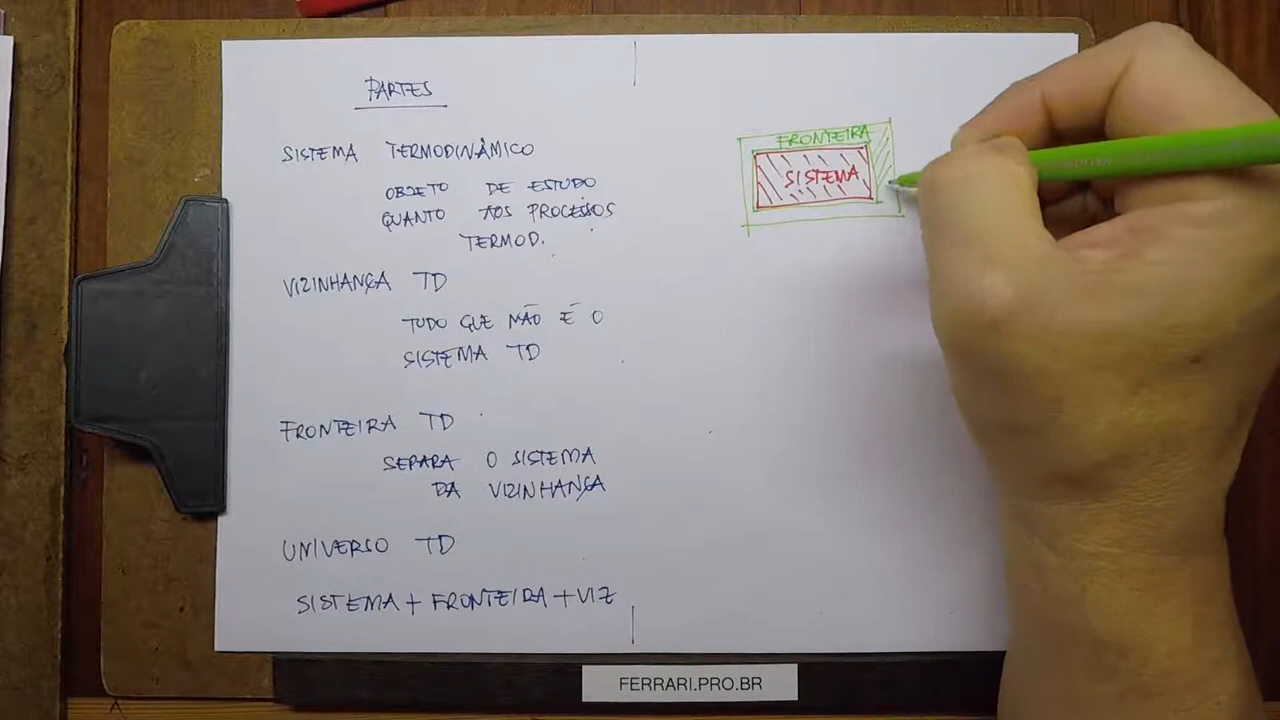 PARTES
SISTEMA TERMODINÂMICO
OBJETO DE ESTUDO
QUANTO AOS PROCESSOS
TERMOD.
VIZINHANÇA TD
TUDO QUE NÃO É O
SISTEMA TD
FRONTEIRA TD
SEPARA O SISTEMA
DA VIZINHANÇA
UNIVERSO TD
SISTEMA + FRONTEIRA + VIZ
FRONTEIRA
SISTEMA
FERRARI.PRO.BR